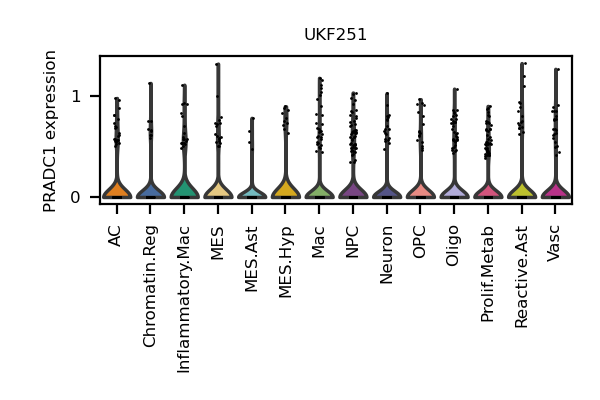 UKF251
PRADC1 expression
1
0
AC
Chromatin.Reg
Inflammatory.Mac
MES
MES.Ast
MES.Hyp
Mac
NPC
Neuron
OPC
Oligo
Prolif.Metab
Reactive.Ast
Vasc